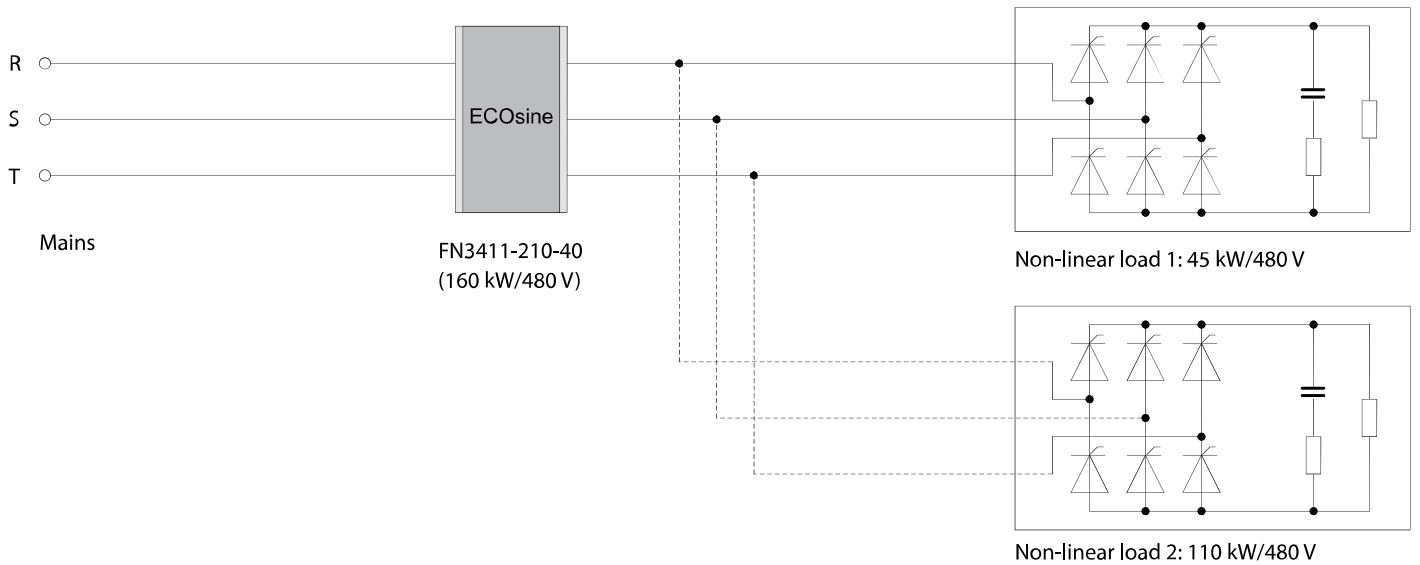 R
S
T
Mains
ECOsine
FN3411-210-40
(160 kW/480 V)
Non-linear load 1: 45 kW/480 V
Non-linear load 2: 110 kW/480 V